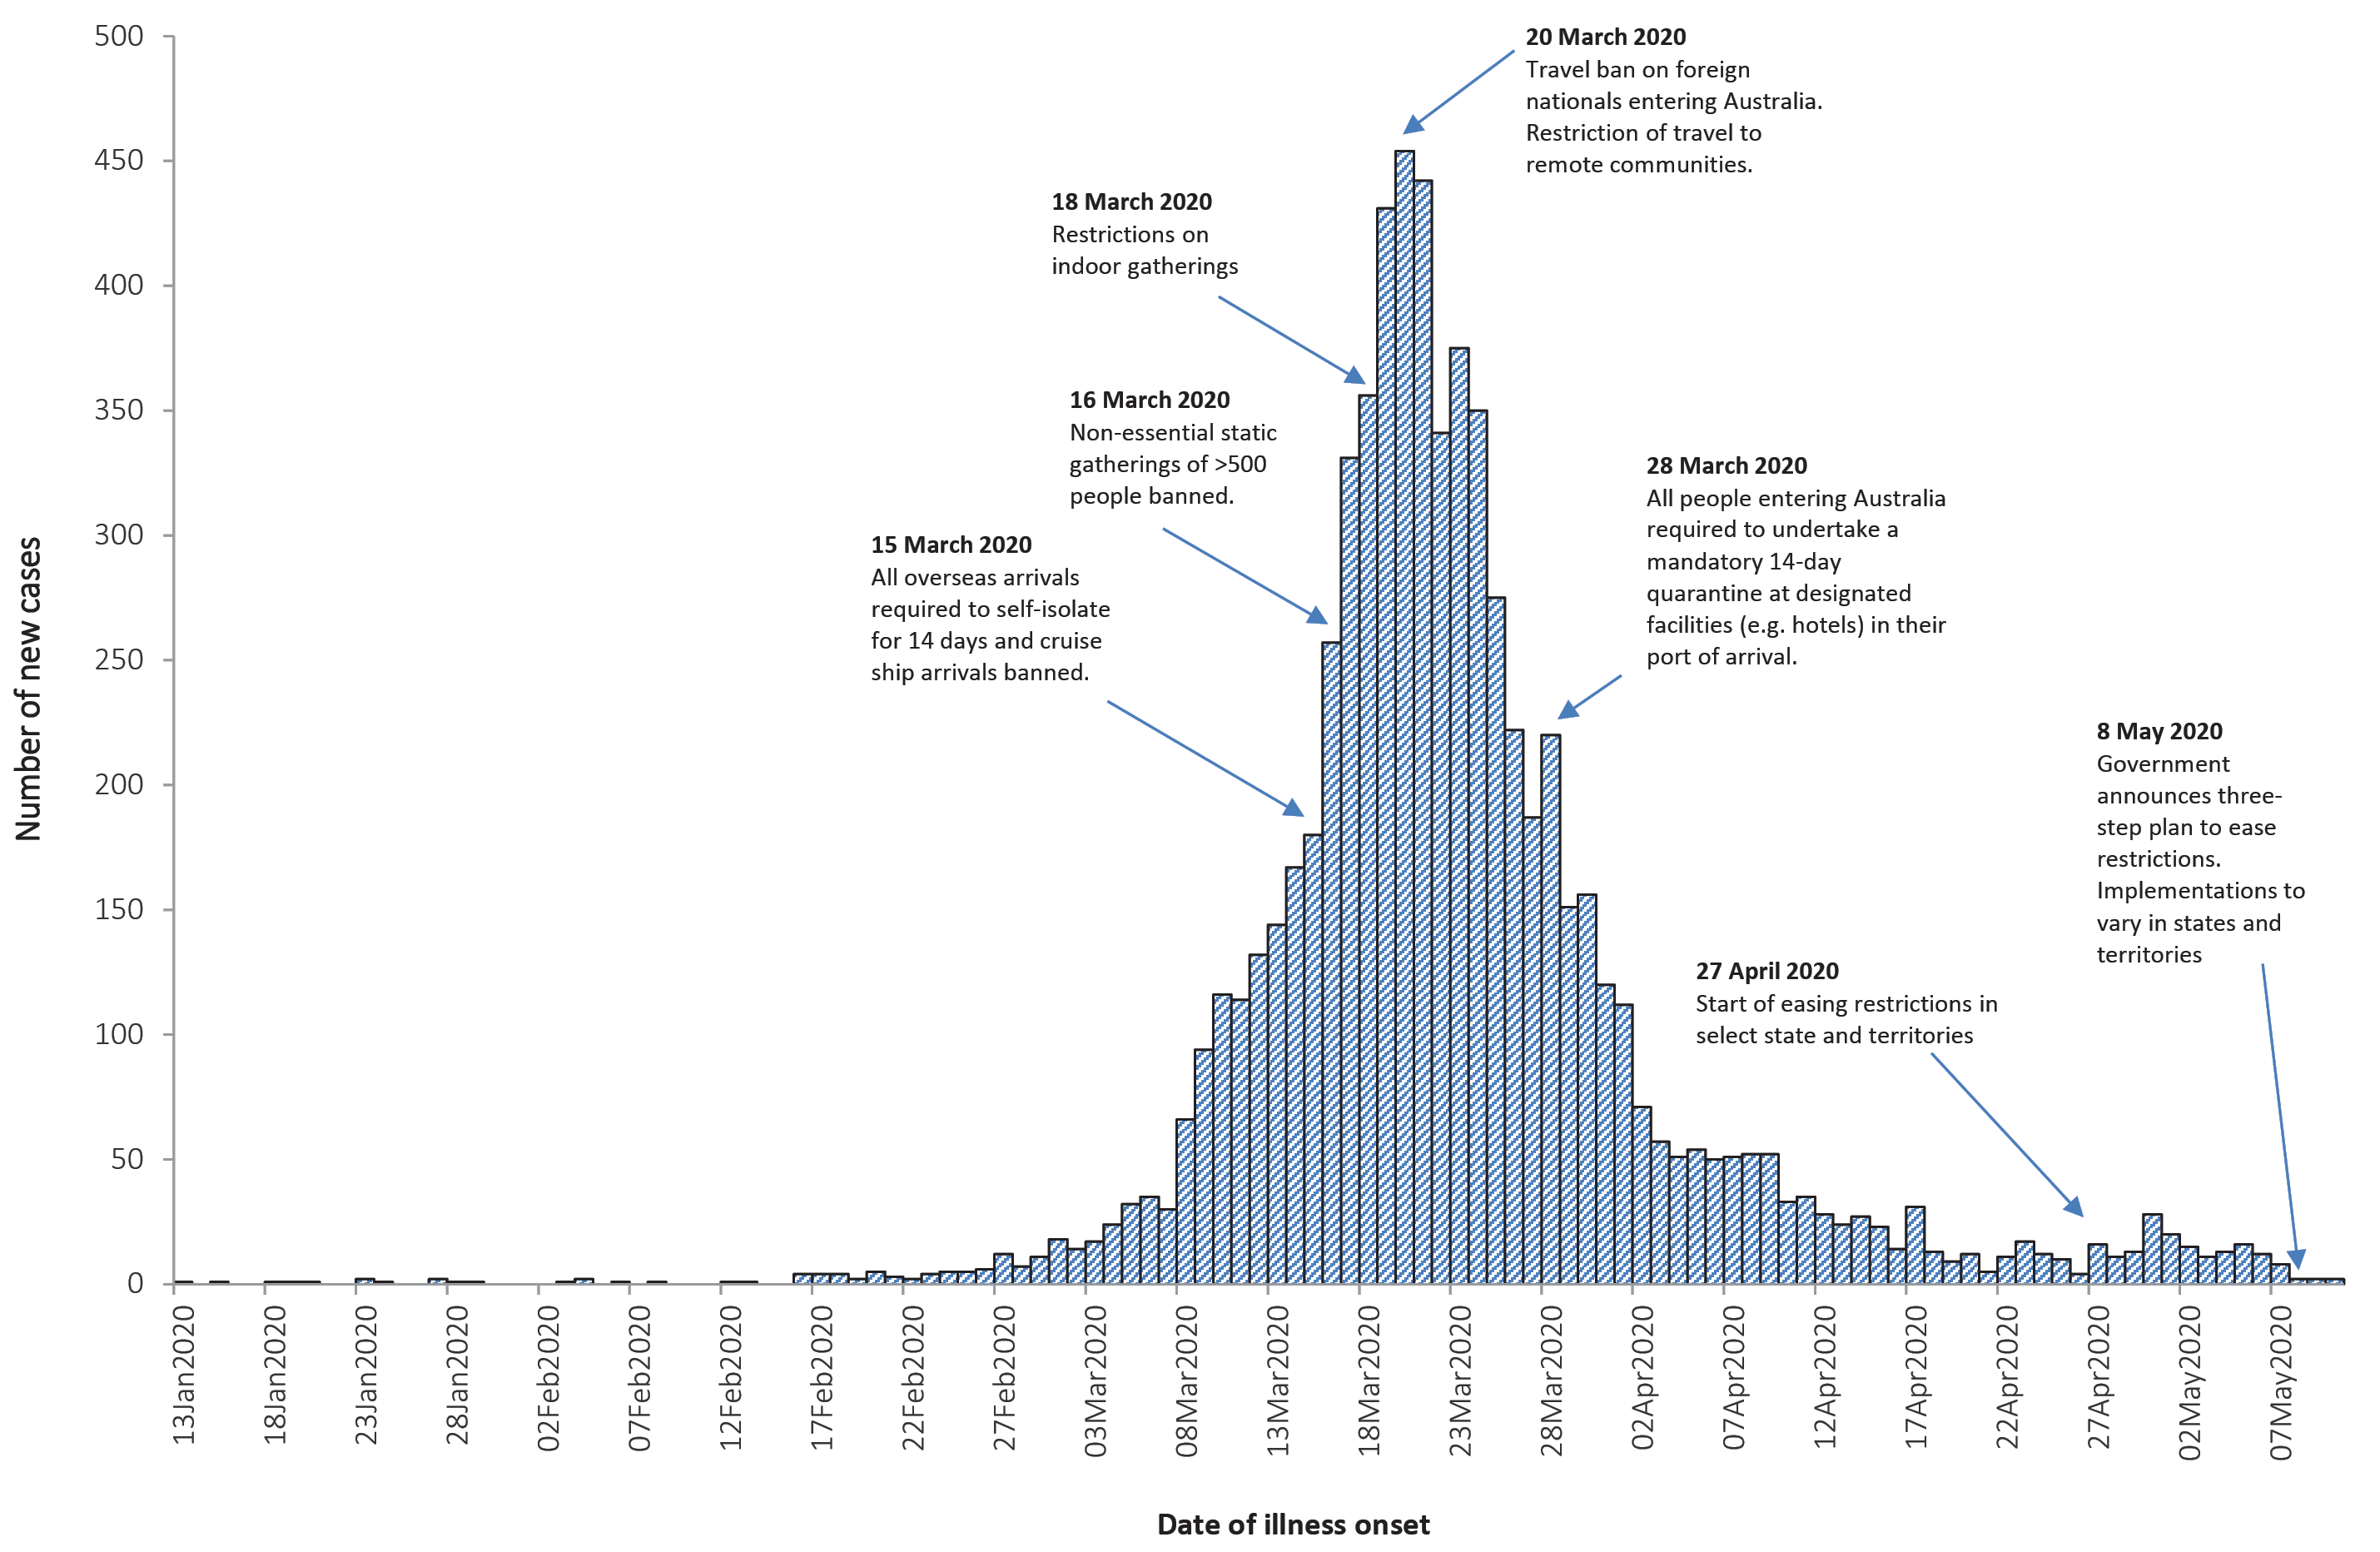 500
450
400
350
300
250
200
150
100
50
0
Number of new cases
20 March 2020
Travel ban on foreign
nationals entering Australia.
Restriction of travel to
remote communities.
18 March 2020
Restrictions on
indoor gatherings
16 March 2020
Non-essential static
gatherings of >500
people banned.
15 March 2020
All overseas arrivals
required to self-isolate
for 14 days and cruise
ship arrivals banned.
28 March 2020
All people entering Australia
required to undertake a
mandatory 14-day
quarantine at designated
facilities (e.g. hotels) in their
port of arrival.
27 April 2020
Start of easing restrictions in
select state and territories
8 May 2020
Government
announces three-
step plan to ease
restrictions.
Implementations to
vary in states and
territories
13Jan2020
18Jan2020
23Jan2020
28Jan2020
02Feb2020
07Feb2020
12Feb2020
17Feb2020
22Feb2020
27Feb2020
03Mar2020
08Mar2020
13Mar2020
18Mar2020
23Mar2020
28Mar2020
02Apr2020
07Apr2020
12Apr2020
17Apr2020
22Apr2020
27Apr2020
02May2020
07May2020
Date of illness onset